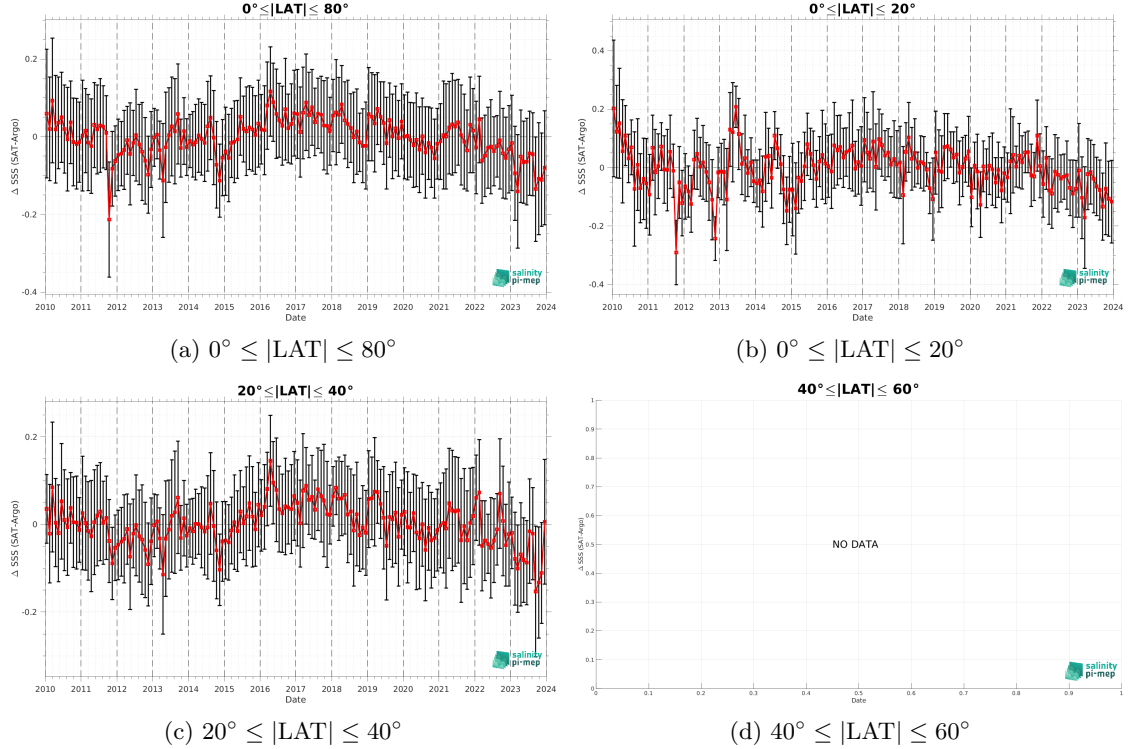 0°≤|LAT|≤ 80°
Δ SSS (SAT-Argo)
0.2
0
-0.2
-0.4
2010 2011 2012 2013 2014 2015 2016 2017 2018 2019 2020 2021 2022 2023 2024
Date
salinity
pi-mep
(a) 0° ≤ |LAT| ≤ 80°
0°≤|LAT|≤ 20°
Δ SSS (SAT-Argo)
0.4
0.2
0
-0.2
-0.4
2010 2011 2012 2013 2014 2015 2016 2017 2018 2019 2020 2021 2022 2023 2024
Date
salinity
pi-mep
(b) 0° ≤ |LAT| ≤ 20°
20°≤|LAT|≤ 40°
Δ SSS (SAT-Argo)
0.2
0
-0.2
2010 2011 2012 2013 2014 2015 2016 2017 2018 2019 2020 2021 2022 2023 2024
Date
salinity
pi-mep
(c) 20° ≤ |LAT| ≤ 40°
40°≤|LAT|≤ 60°
Δ SSS (SAT-Argo)
1
0.9
0.8
0.7
0.6
0.5
0.4
0.3
0.2
0.1
0
NO DATA
0 0.1 0.2 0.3 0.4 0.5 0.6 0.7 0.8 0.9 1
Date
salinity
pi-mep
(d) 40° ≤ |LAT| ≤ 60°